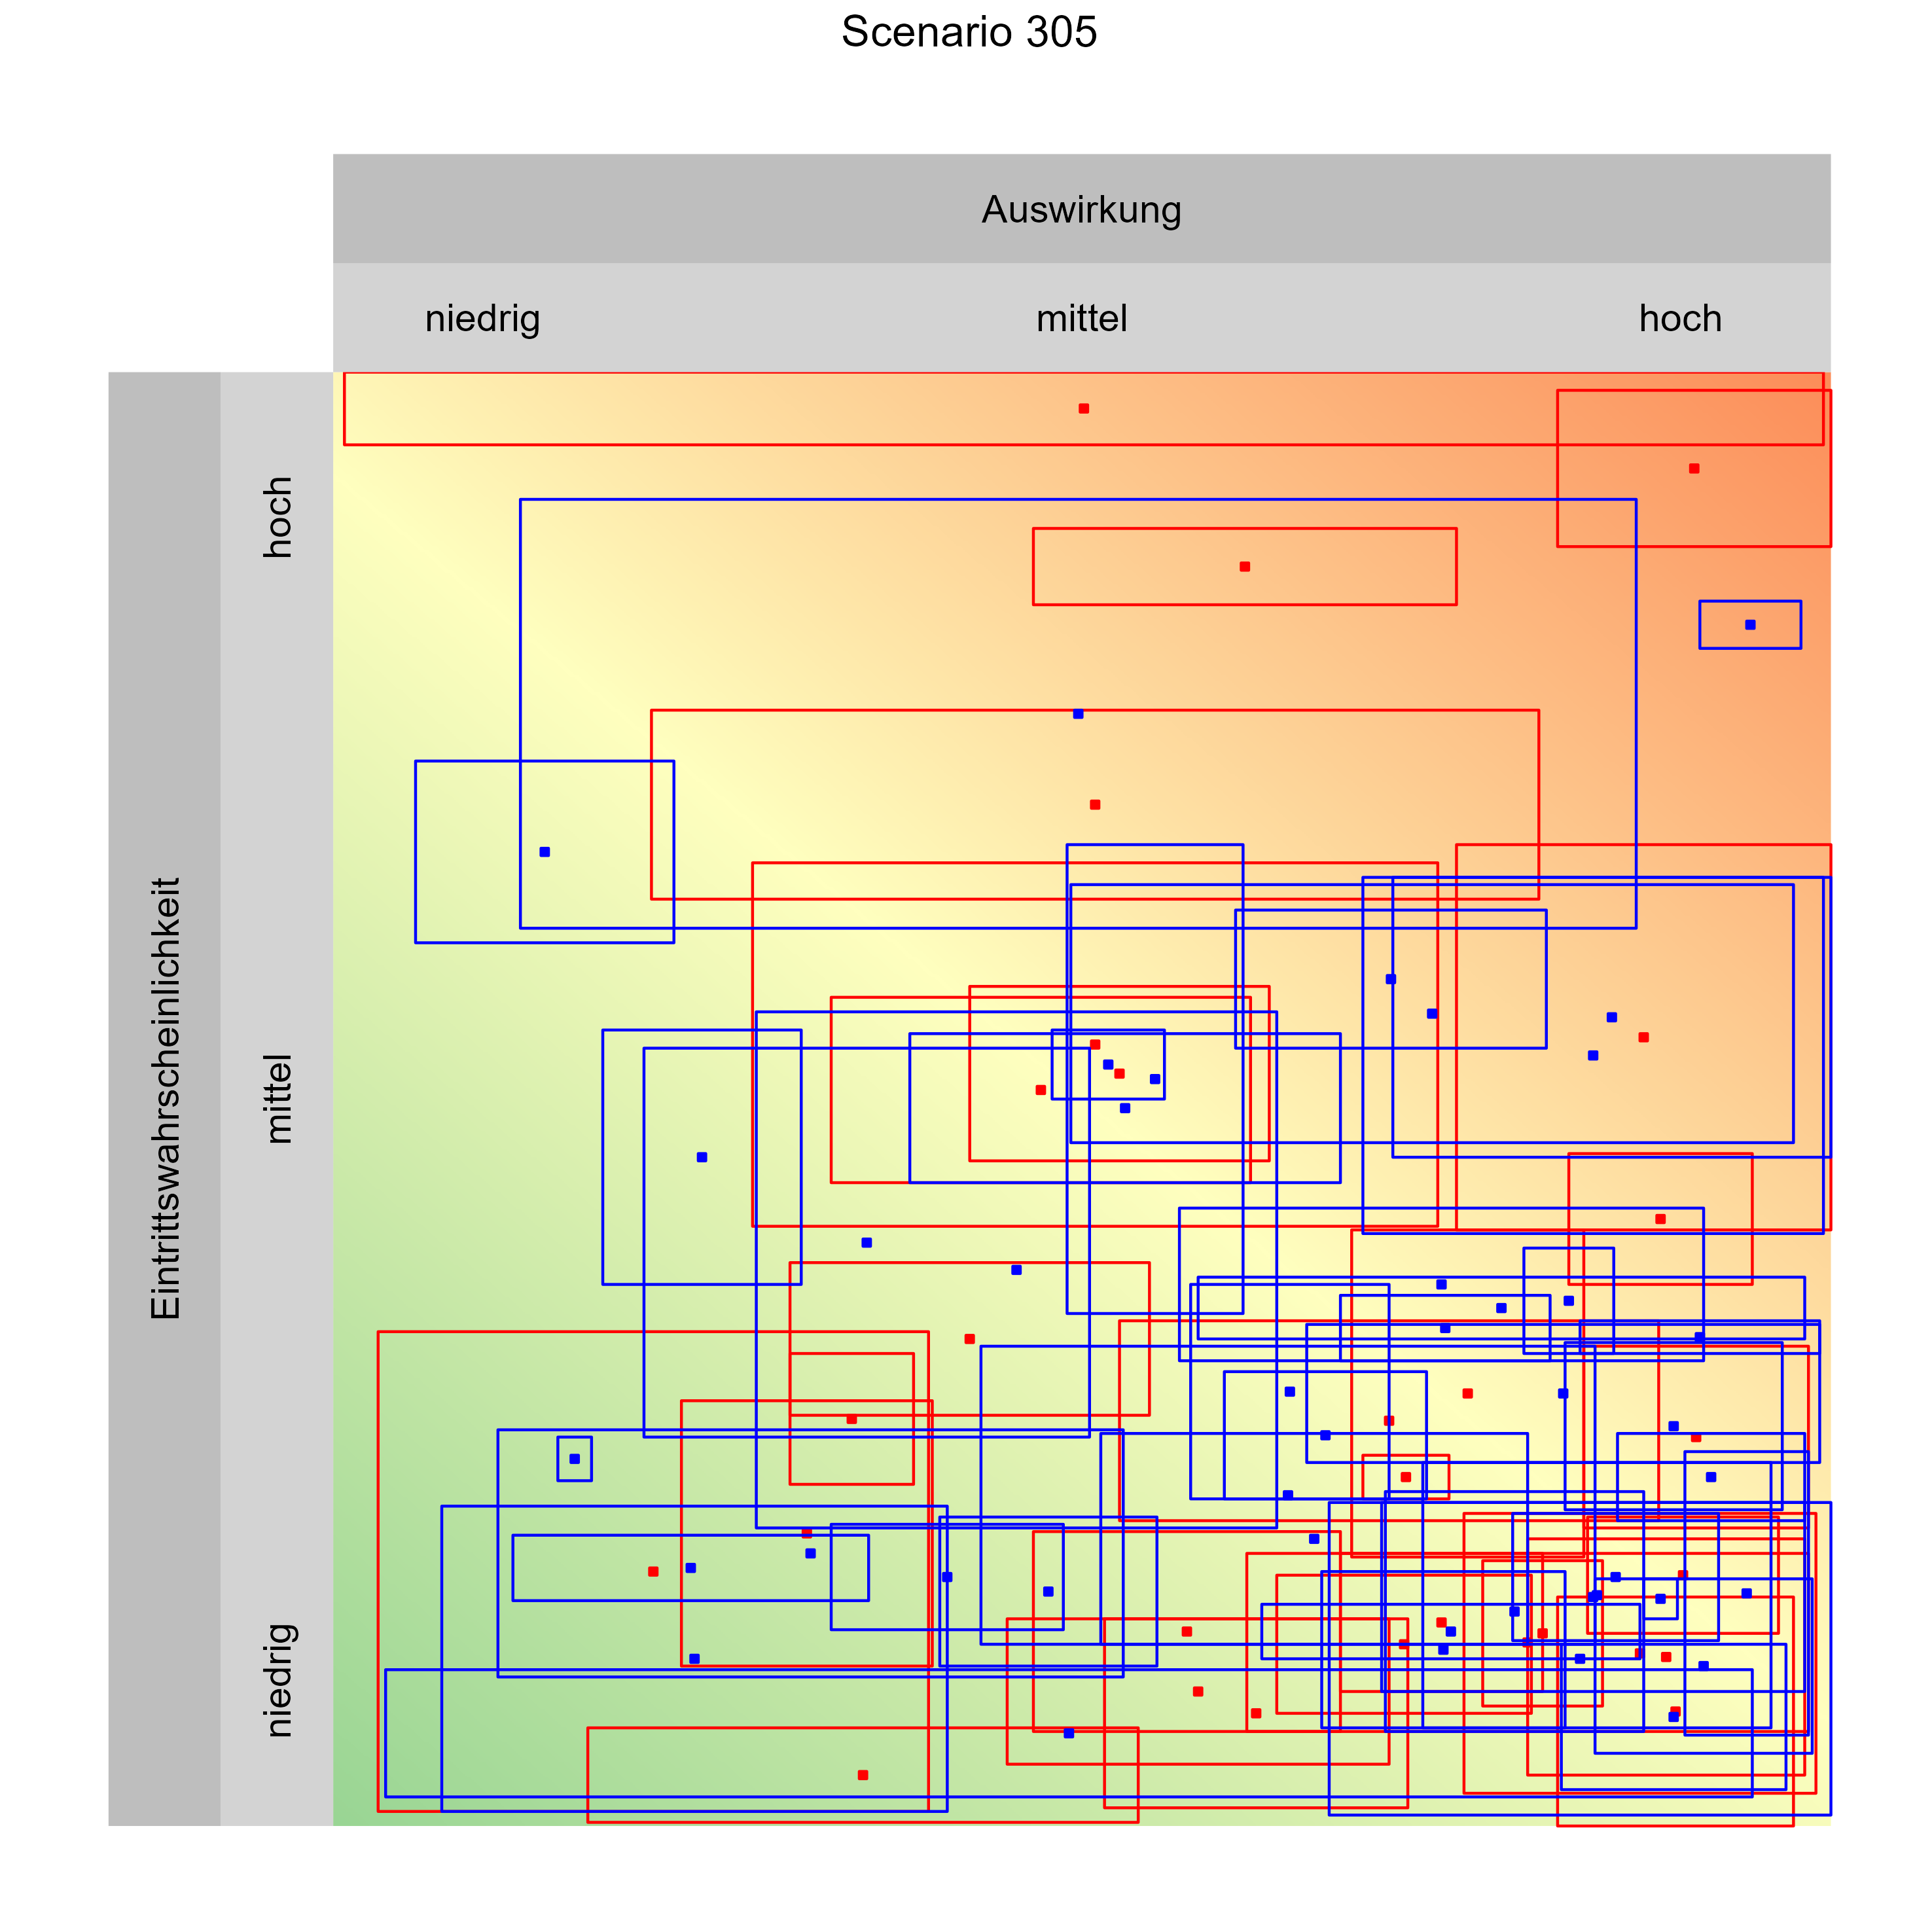 Scenario 305
Auswirkung
niedrig mittel hoch
Eintrittswahrscheinlichkeit
hoch
mittel
niedrig